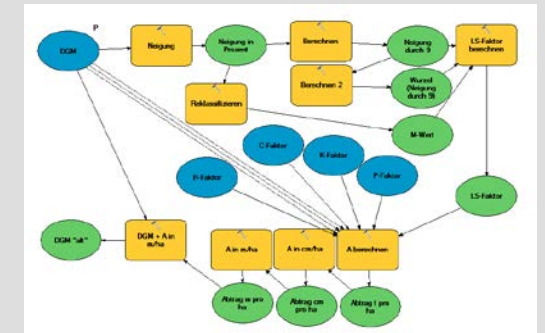 P
DGM
Neigung
Neigung in
Prozent
Berechnen
Neigung
durch 9
LS-Faktor
berechnen
Berechnen 2
Wurzel
(Neigung
durch 9)
Reklassifizieren
M-Wert
C-Faktor
K-Faktor
R-Faktor
P-Faktor
LS-Faktor
DGM "alt"
DGM + A in
m/ha
A in m/ha
A in cm/ha
A berechnen
Abtrag m pro
ha
Abtrag cm
pro ha
Abtrag t pro
ha